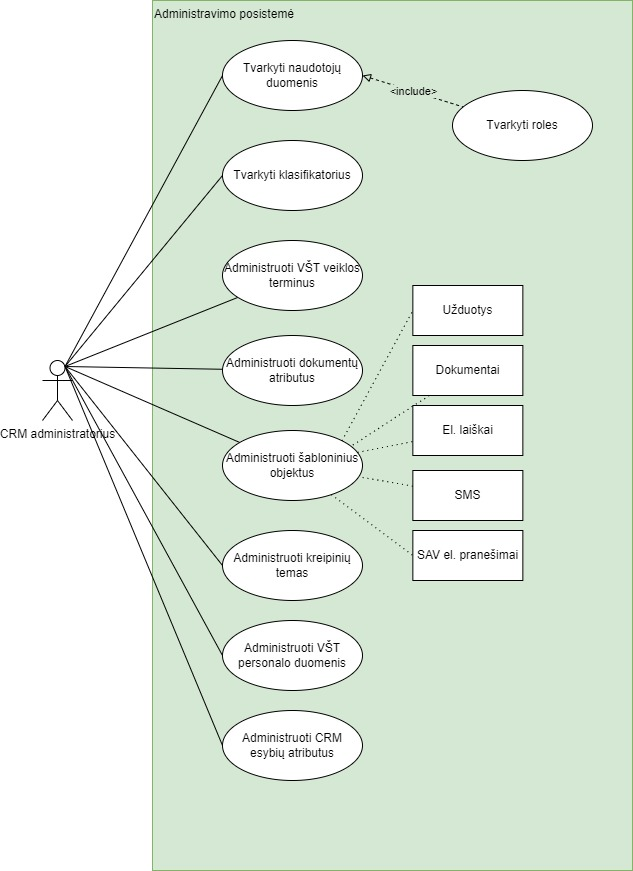 Administravimo posistemė
Tvarkyti naudotojų
duomenis
<include>
Tvarkyti roles
Tvarkyti klasifikatorius
Administruoti VŠT veiklos
terminus
Užduotys
Administruoti dokumentų
atributus
Dokumentai
CRM administratorius
El. laiškai
Administruoti šabloninius
objektus
SMS
SAV el. pranešimai
Administruoti kreipinių
temas
Administruoti VŠT
personalo duomenis
Administruoti CRM
esybių atributus